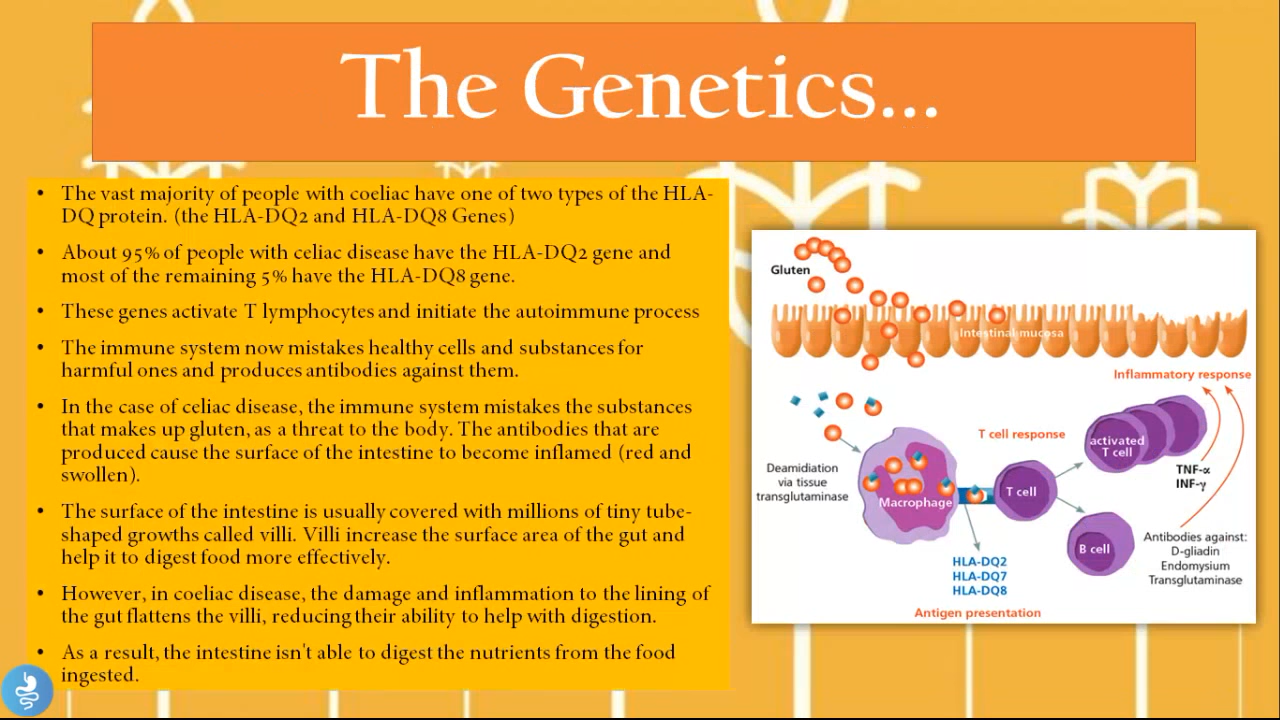 The Genetics...
• The vast majority of people with coeliac have one of two types of the HLA-
DQ protein. (the HLA-DQ2 and HLA-DQ8 Genes)
• About 95% of people with celiac disease have the HLA-DQ2 gene and
most of the remaining 5% have the HLA-DQ8 gene.
• These genes activate T lymphocytes and initiate the autoimmune process
• The immune system now mistakes healthy cells and substances for
harmful ones and produces antibodies against them.
• In the case of celiac disease, the immune system mistakes the substances
that makes up gluten, as a threat to the body. The antibodies that are
produced cause the surface of the intestine to become inflamed (red and
swollen).
• The surface of the intestine is usually covered with millions of tiny tube-
shaped growths called villi. Villi increase the surface area of the gut and
help it to digest food more effectively.
• However, in coeliac disease, the damage and inflammation to the lining of
the gut flattens the villi, reducing their ability to help with digestion.
• As a result, the intestine isn't able to digest the nutrients from the food
ingested.
Gluten
Intestinal mucosa
Inflammatory response
T cell response
activated
T cell
TNF-α
INF-γ
Deamidiation
via tissue
transglutaminase
Macrophage
T cell
B cell
Antibodies against:
D-gliadin
Endomysium
Transglutaminase
HLA-DQ2
HLA-DQ7
HLA-DQ8
Antigen presentation